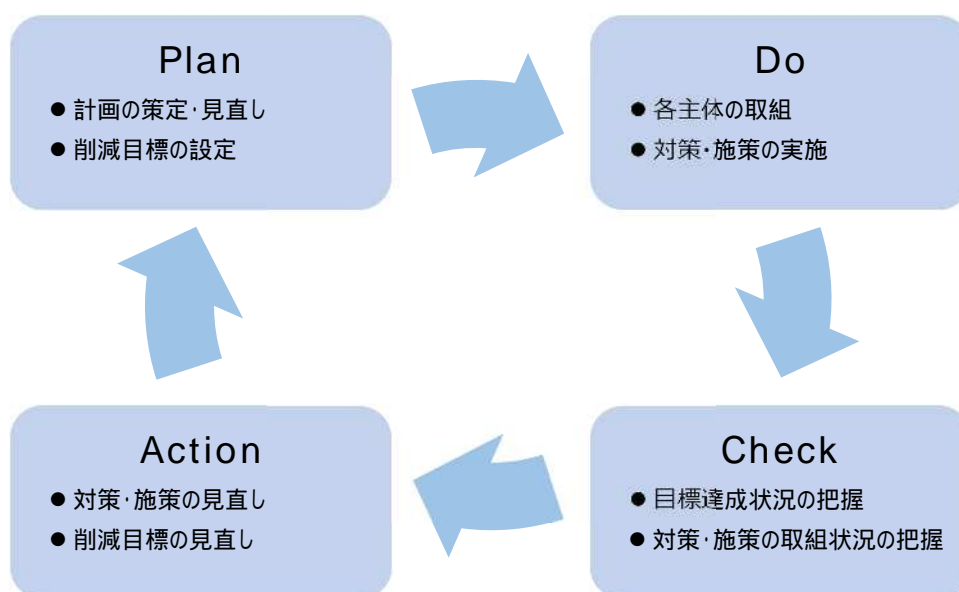 Plan
● 計画の策定・見直し
● 削減目標の設定
Do
● 各主体の取組
● 対策・施策の実施
Check
● 目標達成状況の把握
● 対策・施策の取組状況の把握
Action
● 対策・施策の見直し
● 削減目標の見直し